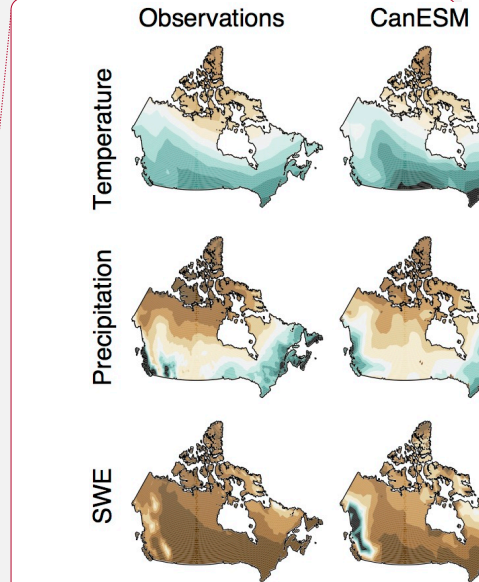 Observations
CanESM
Temperature
Precipitation
SWE